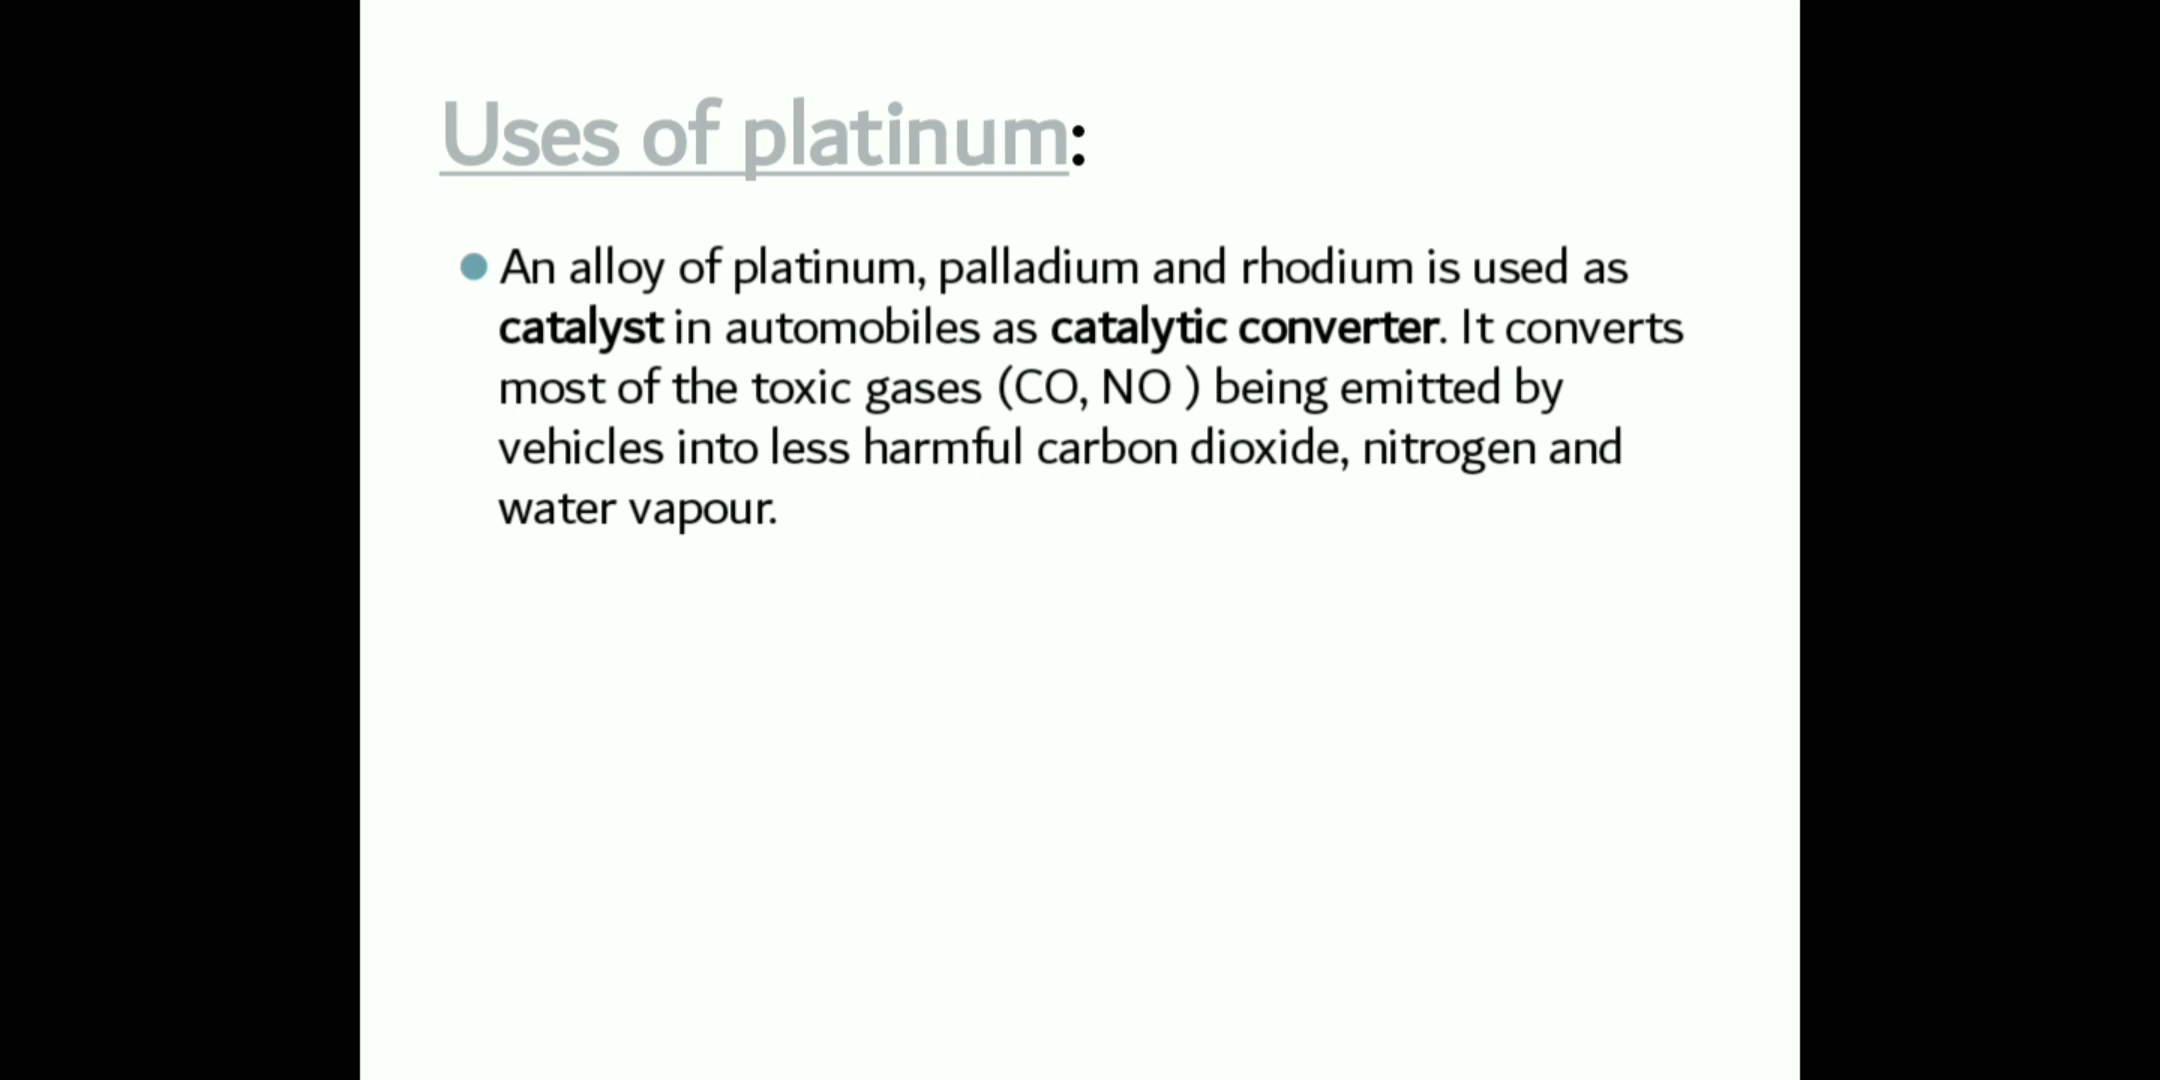 Uses of platinum:
● An alloy of platinum, palladium and rhodium is used as
catalyst in automobiles as catalytic converter. It converts
most of the toxic gases (CO, NO ) being emitted by
vehicles into less harmful carbon dioxide, nitrogen and
water vapour.